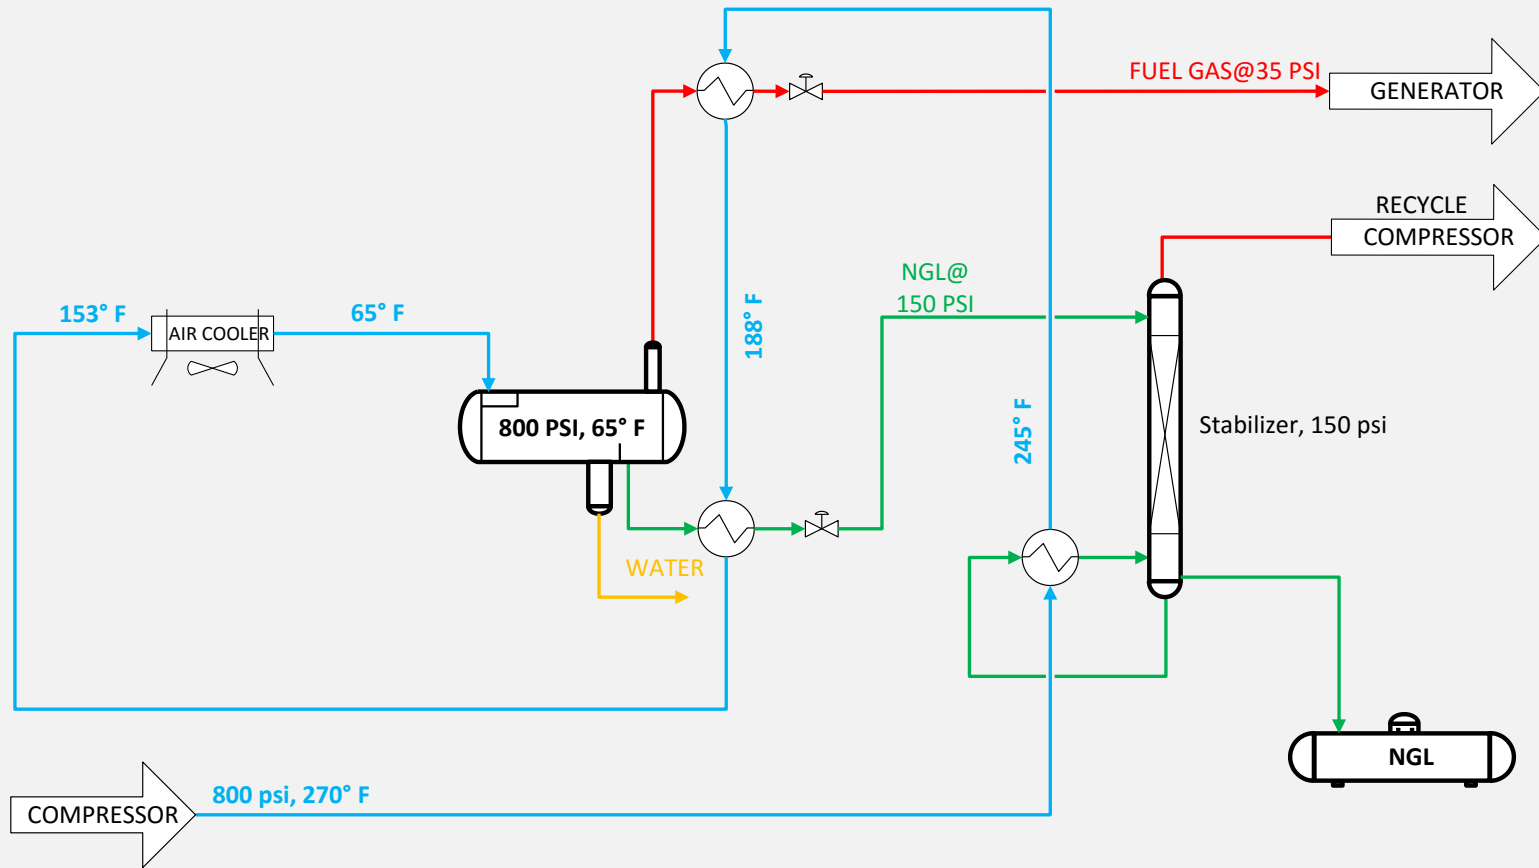 FUEL GAS@35 PSI
GENERATOR
RECYCLE
COMPRESSOR
NGL@
150 PSI
153° F
65° F
AIR COOLER
188° F
800 PSI, 65° F
245° F
Stabilizer, 150 psi
WATER
NGL
800 psi, 270° F
COMPRESSOR